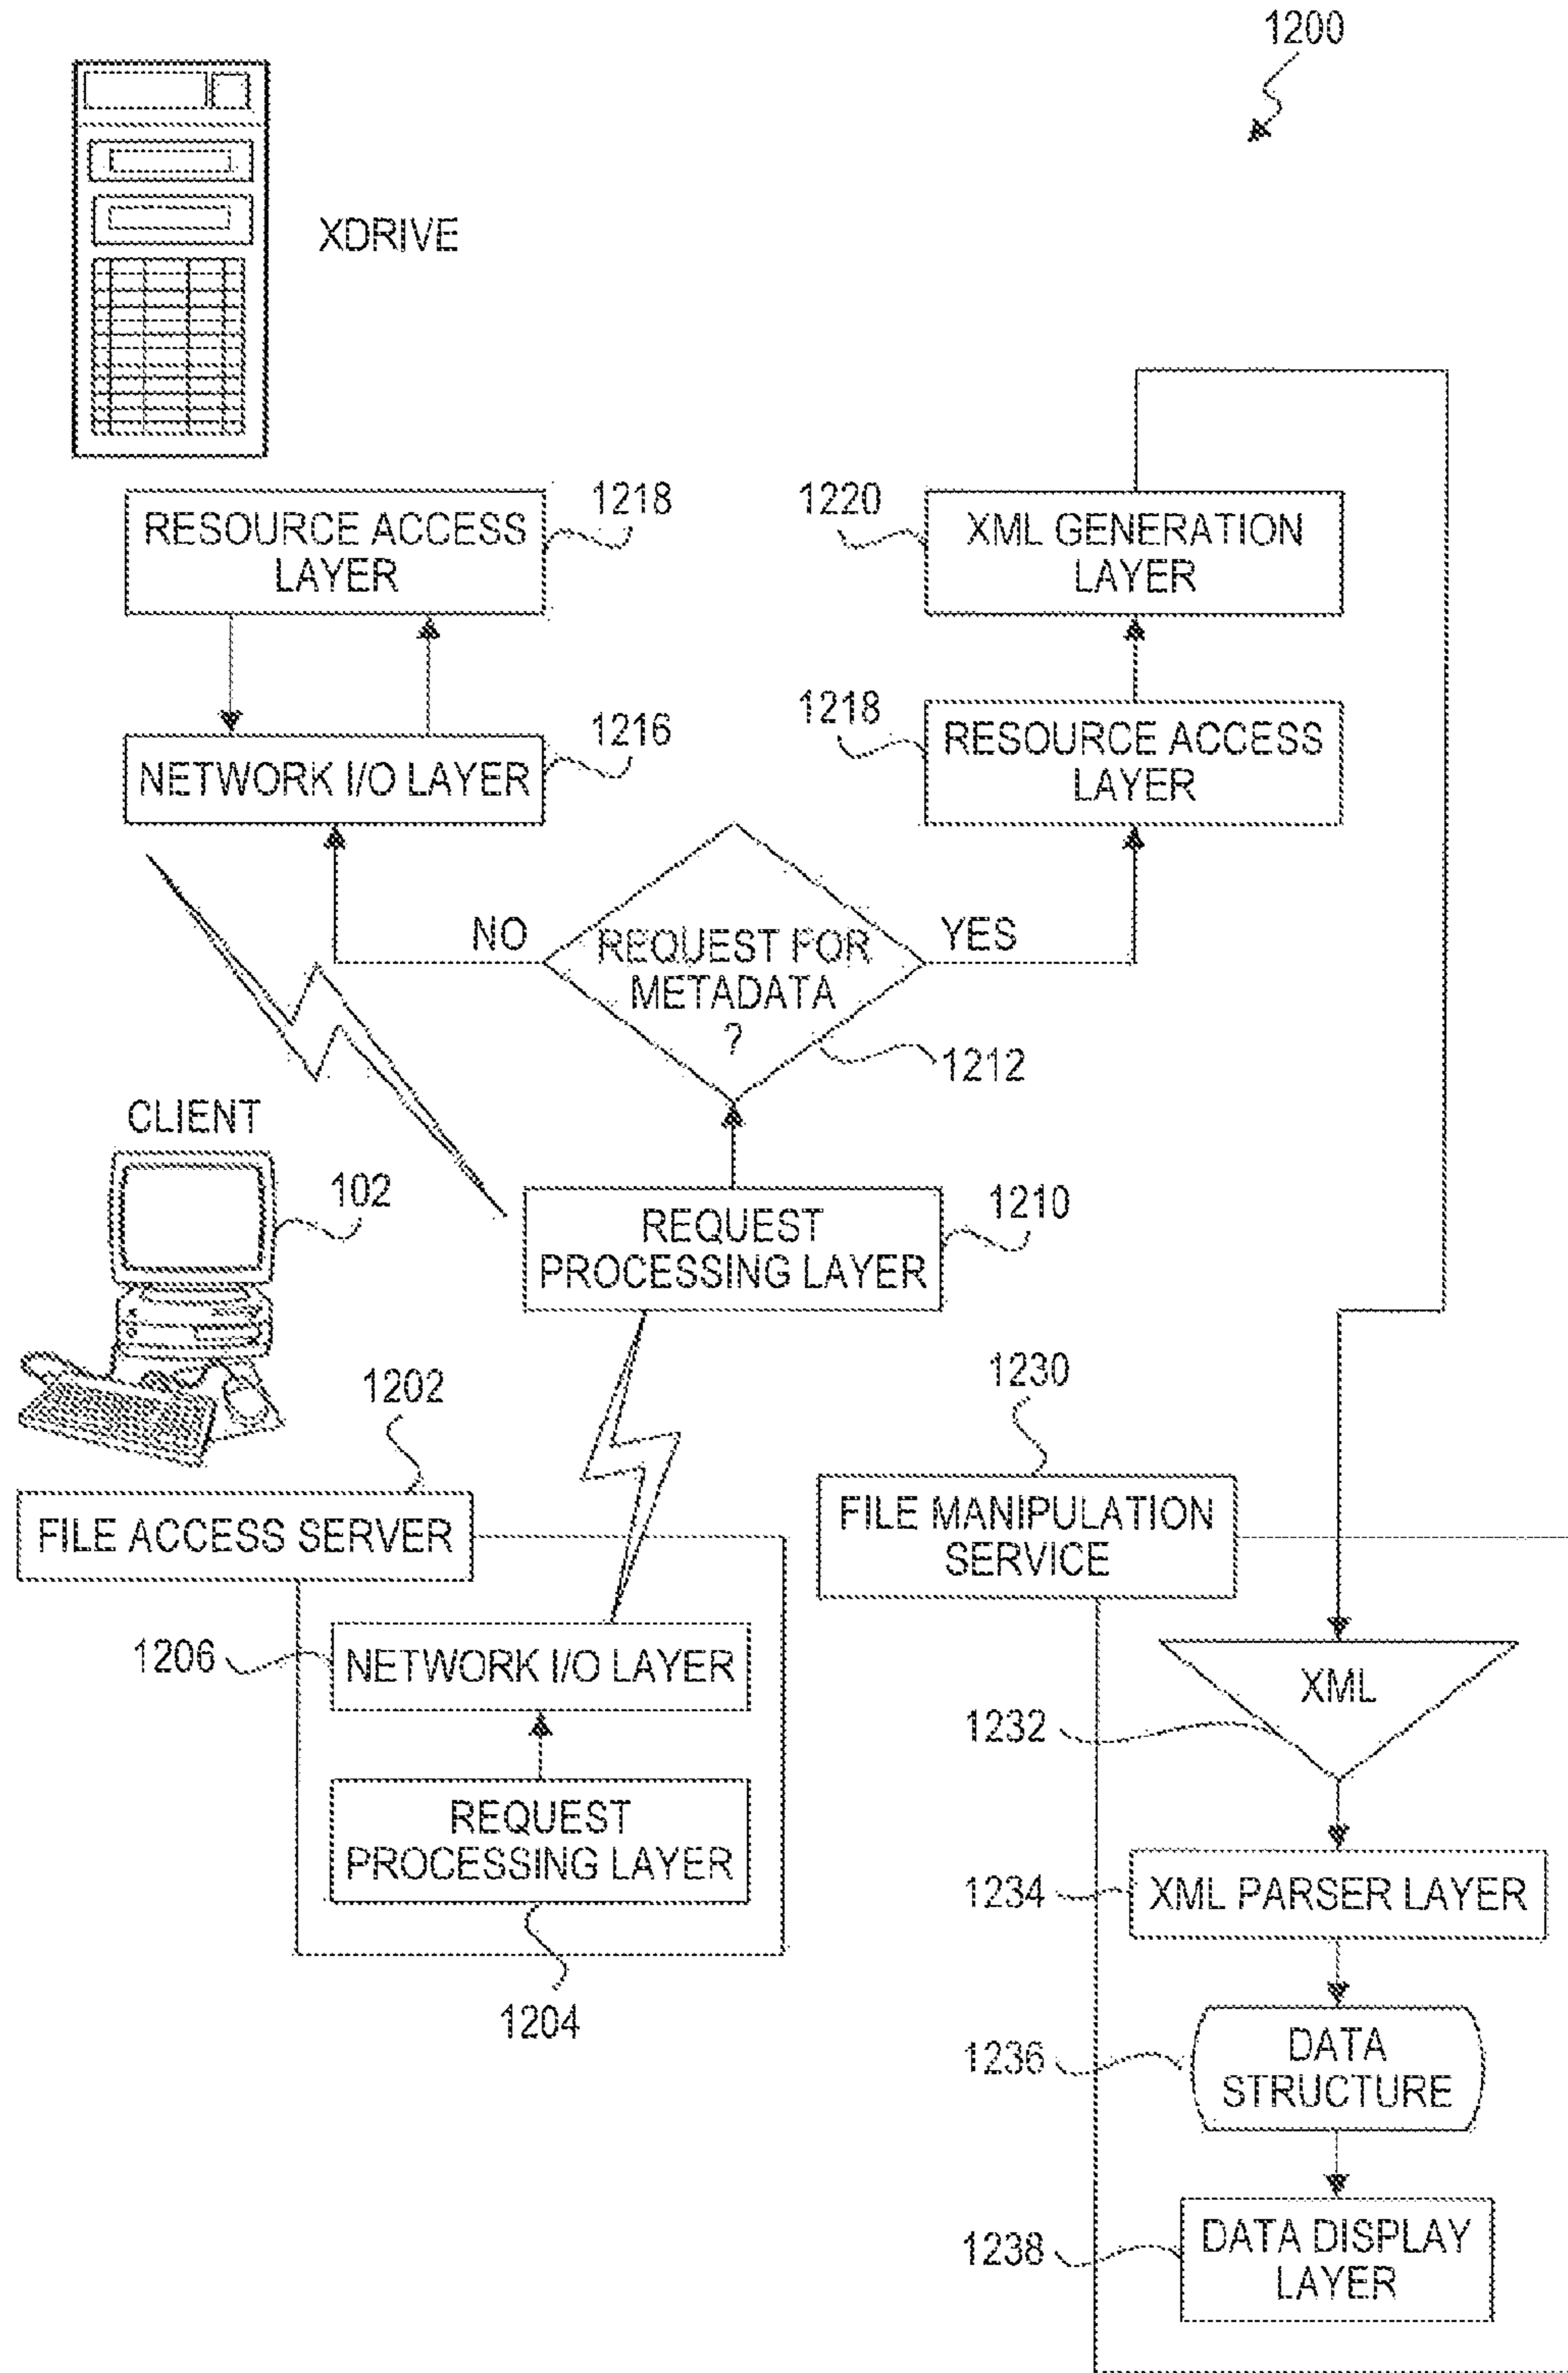 1200
XDRIVE
RESOURCE ACCESS
LAYER
1218
1220
XML GENERATION
LAYER
NETWORK I/O LAYER
1216
1218
RESOURCE ACCESS
LAYER
NO
REQUEST FOR
METADATA
?
YES
1212
CLIENT
102
REQUEST
PROCESSING LAYER
1210
1202
FILE ACCESS SERVER
1230
FILE MANIPULATION
SERVICE
1206
NETWORK I/O LAYER
REQUEST
PROCESSING LAYER
1204
XML
1232
1234
XML PARSER LAYER
1236
DATA
STRUCTURE
1238
DATA DISPLAY
LAYER